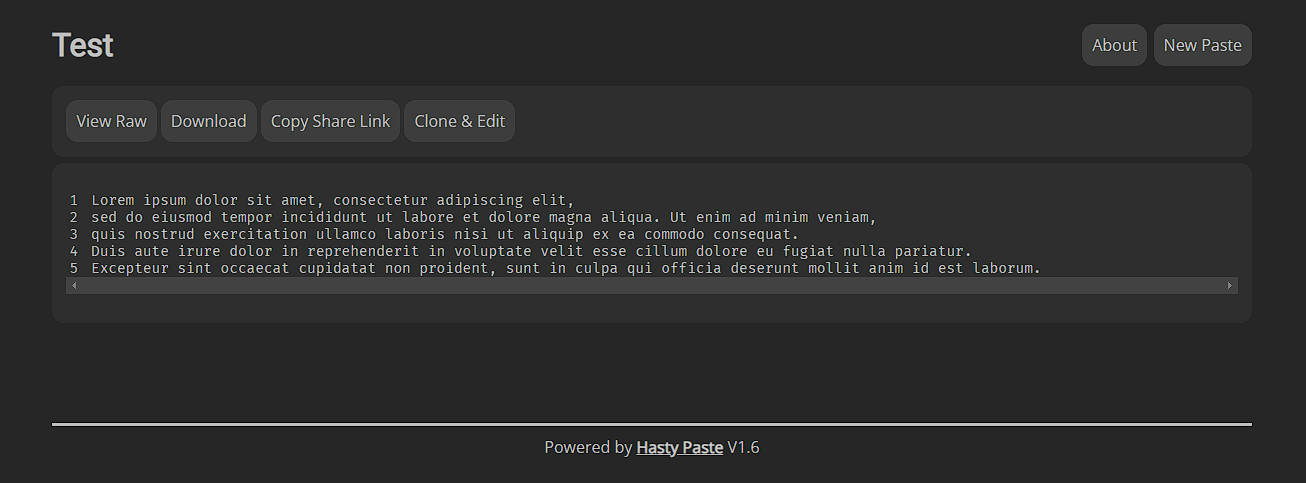 Test
About
New Paste
View Raw
Download
Copy Share Link
Clone & Edit
1 Lorem ipsum dolor sit amet, consectetur adipiscing elit,
2 sed do eiusmod tempor incididunt ut labore et dolore magna aliqua. Ut enim ad minim veniam,
3 quis nostrud exercitation ullamco laboris nisi ut aliquip ex ea commodo consequat.
4 Duis aute irure dolor in reprehenderit in voluptate velit esse cillum dolore eu fugiat nulla pariatur.
5 Excepteur sint occaecat cupidatat non proident, sunt in culpa qui officia deserunt mollit anim id est laborum.
Powered by Hasty Paste V1.6